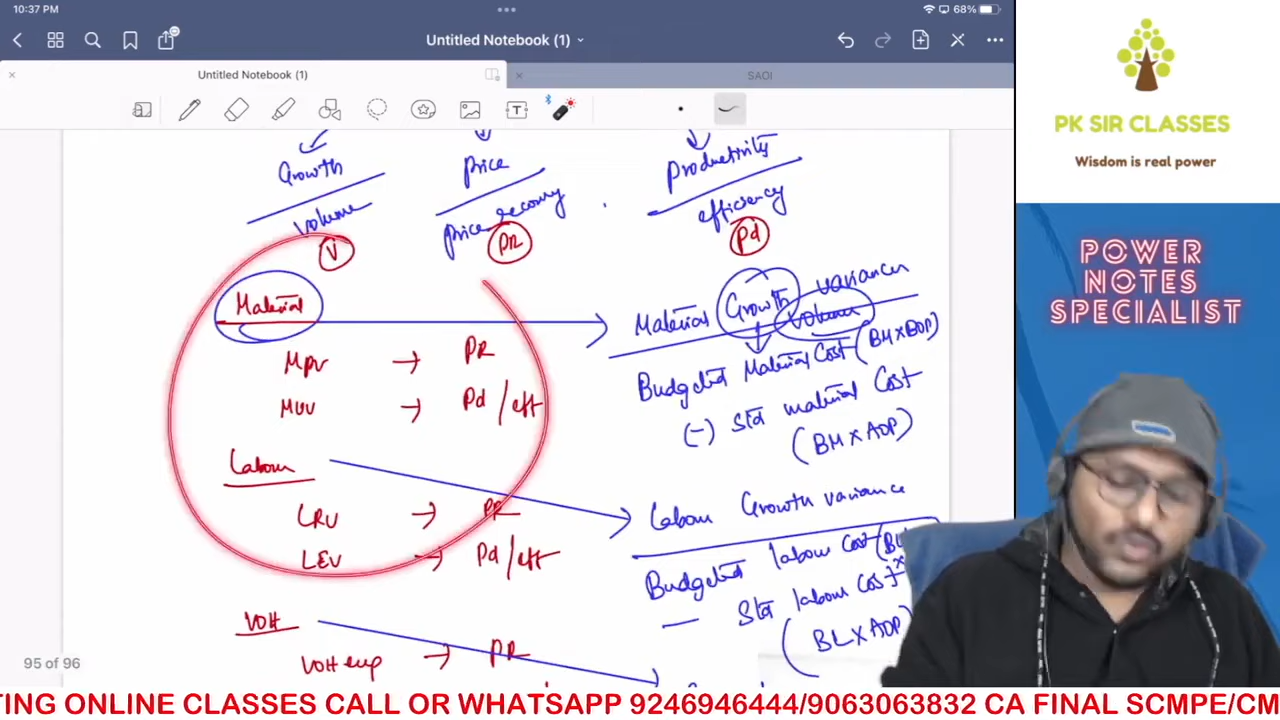 10:37 PM
68%
Untitled Notebook (1)
Untitled Notebook (1)
SAOI
T
Growth
Volume
V
Price
price recovery
PR
Productivity
efficiency
Pd
Material
MPV → PR
MUV → Pd/eff
Labour
LRV → PR
LEV → Pd/eff
VOH
VOH exp → PR
Material Growth variances
Volume
Budgeted Material Cost (BM×BOP)
(-) Std material Cost
(BM×AOP)
Labour Growth variance
Budgeted labour Cost
— Std labour Cost
(BL×AOP)
95 of 96
PK SIR CLASSES
Wisdom is real power
POWER
NOTES
SPECIALIST
TING ONLINE CLASSES CALL OR WHATSAPP 9246946444/9063063832 CA FINAL SCMPE/CM